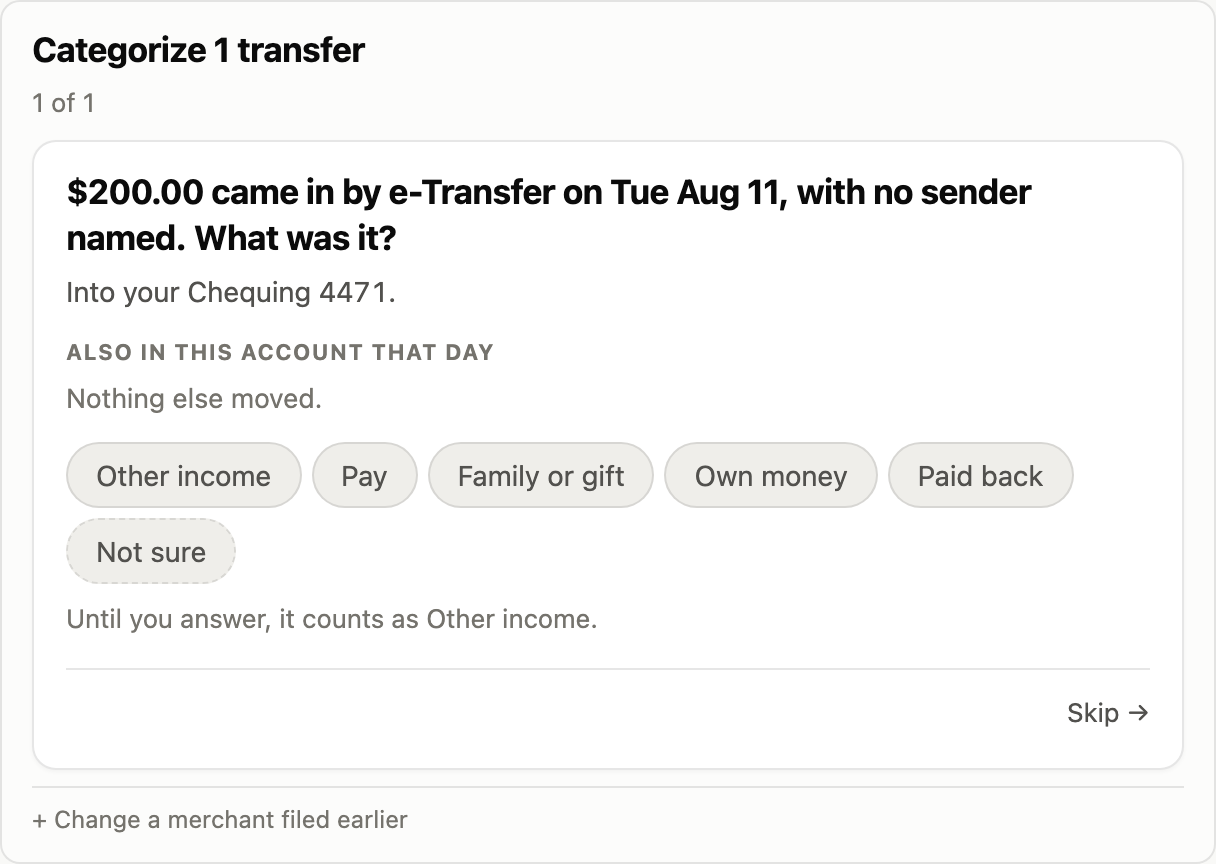 Categorize 1 transfer
1 of 1
$200.00 came in by e-Transfer on Tue Aug 11, with no sender
named. What was it?
Into your Chequing 4471.
ALSO IN THIS ACCOUNT THAT DAY
Nothing else moved.
Other income
Pay
Family or gift
Own money
Paid back
Not sure
Until you answer, it counts as Other income.
Skip →
+ Change a merchant filed earlier